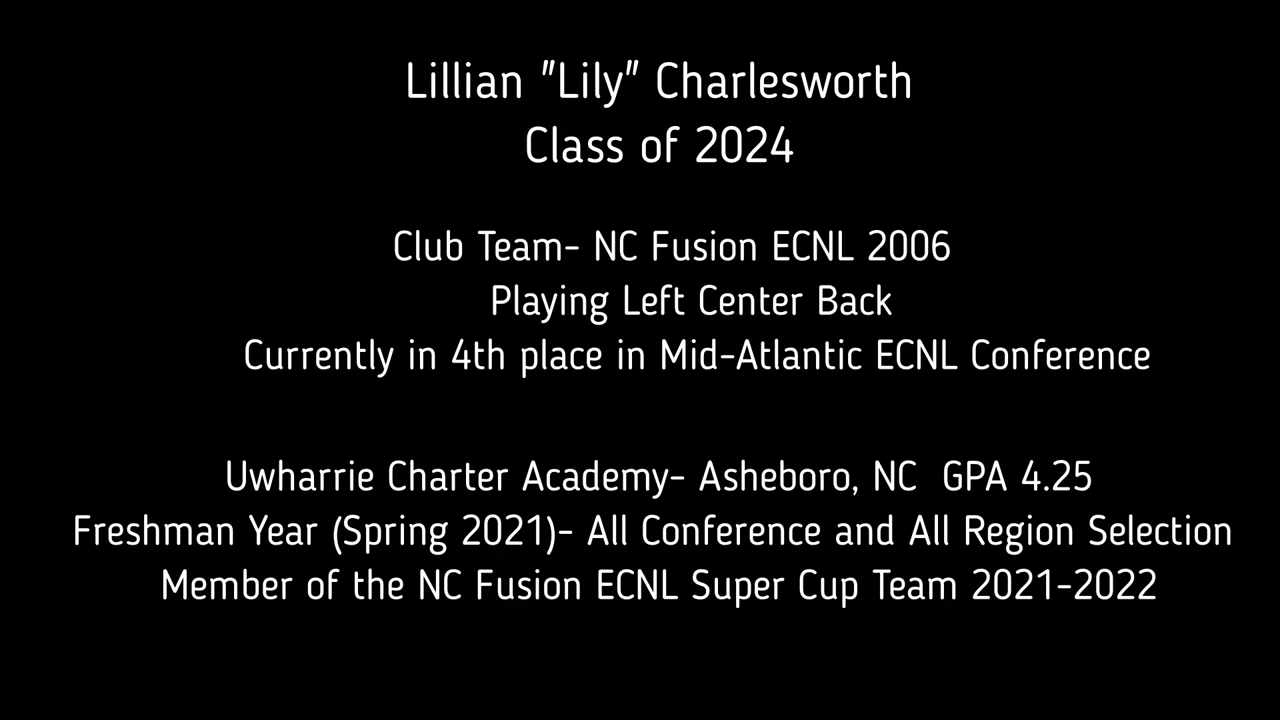 Lillian "Lily" Charlesworth
Class of 2024
Club Team- NC Fusion ECNL 2006
Playing Left Center Back
Currently in 4th place in Mid-Atlantic ECNL Conference
Uwharrie Charter Academy- Asheboro, NC  GPA 4.25
Freshman Year (Spring 2021)- All Conference and All Region Selection
Member of the NC Fusion ECNL Super Cup Team 2021-2022